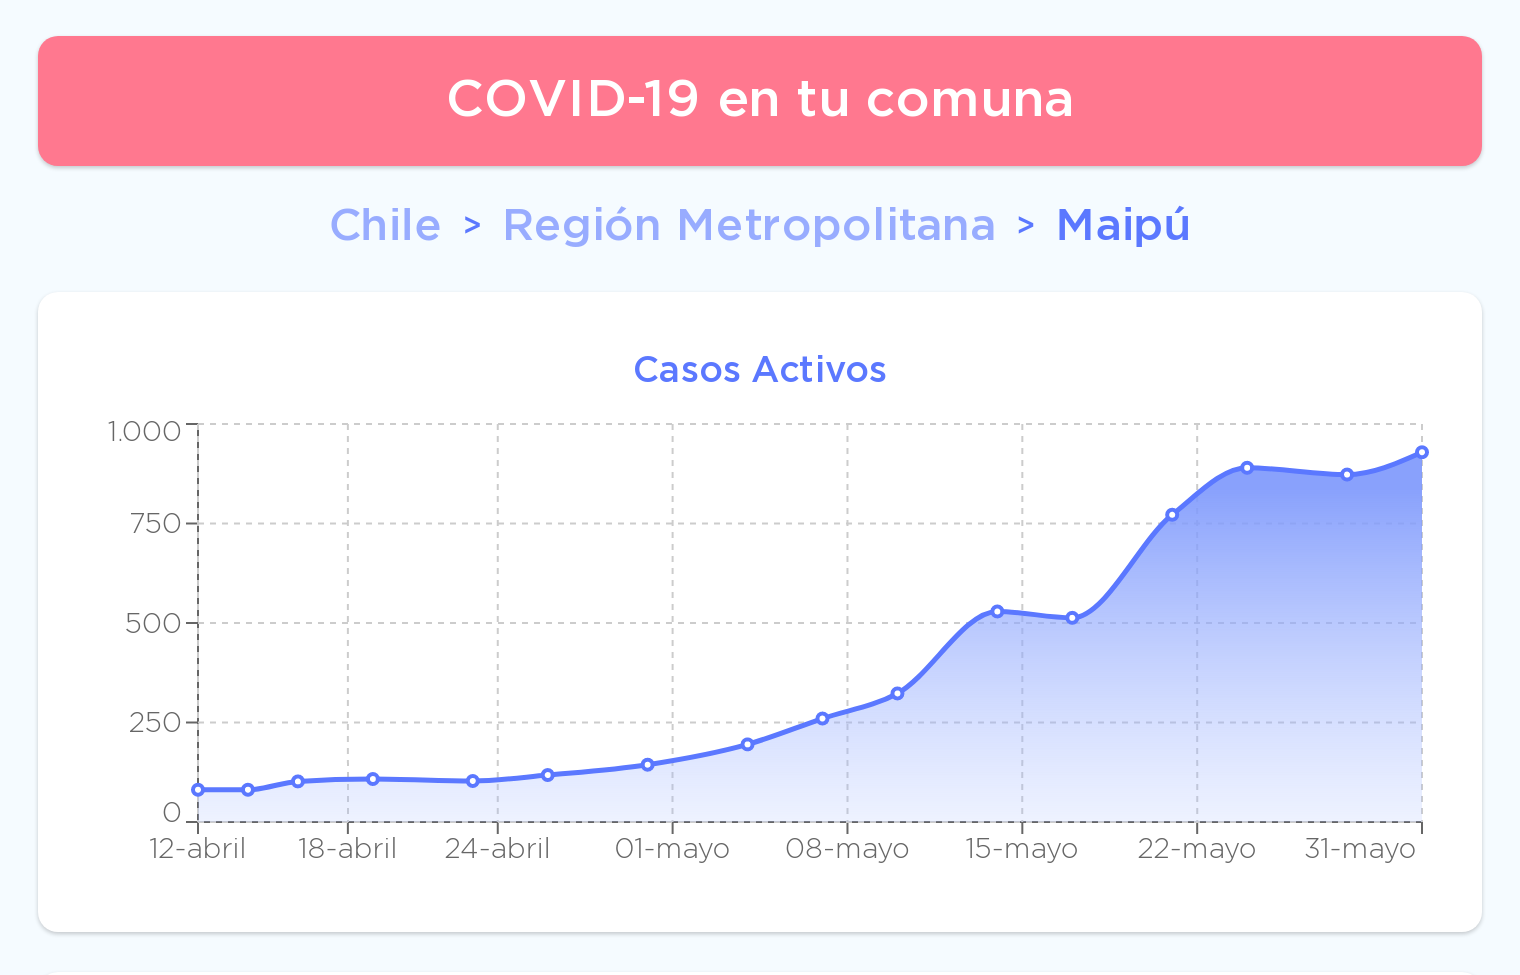 COVID-19 en tu comuna
Chile > Región Metropolitana > Maipú
Casos Activos
1.000
750
500
250
0
12-abril 18-abril 24-abril 01-mayo 08-mayo 15-mayo 22-mayo 31-mayo